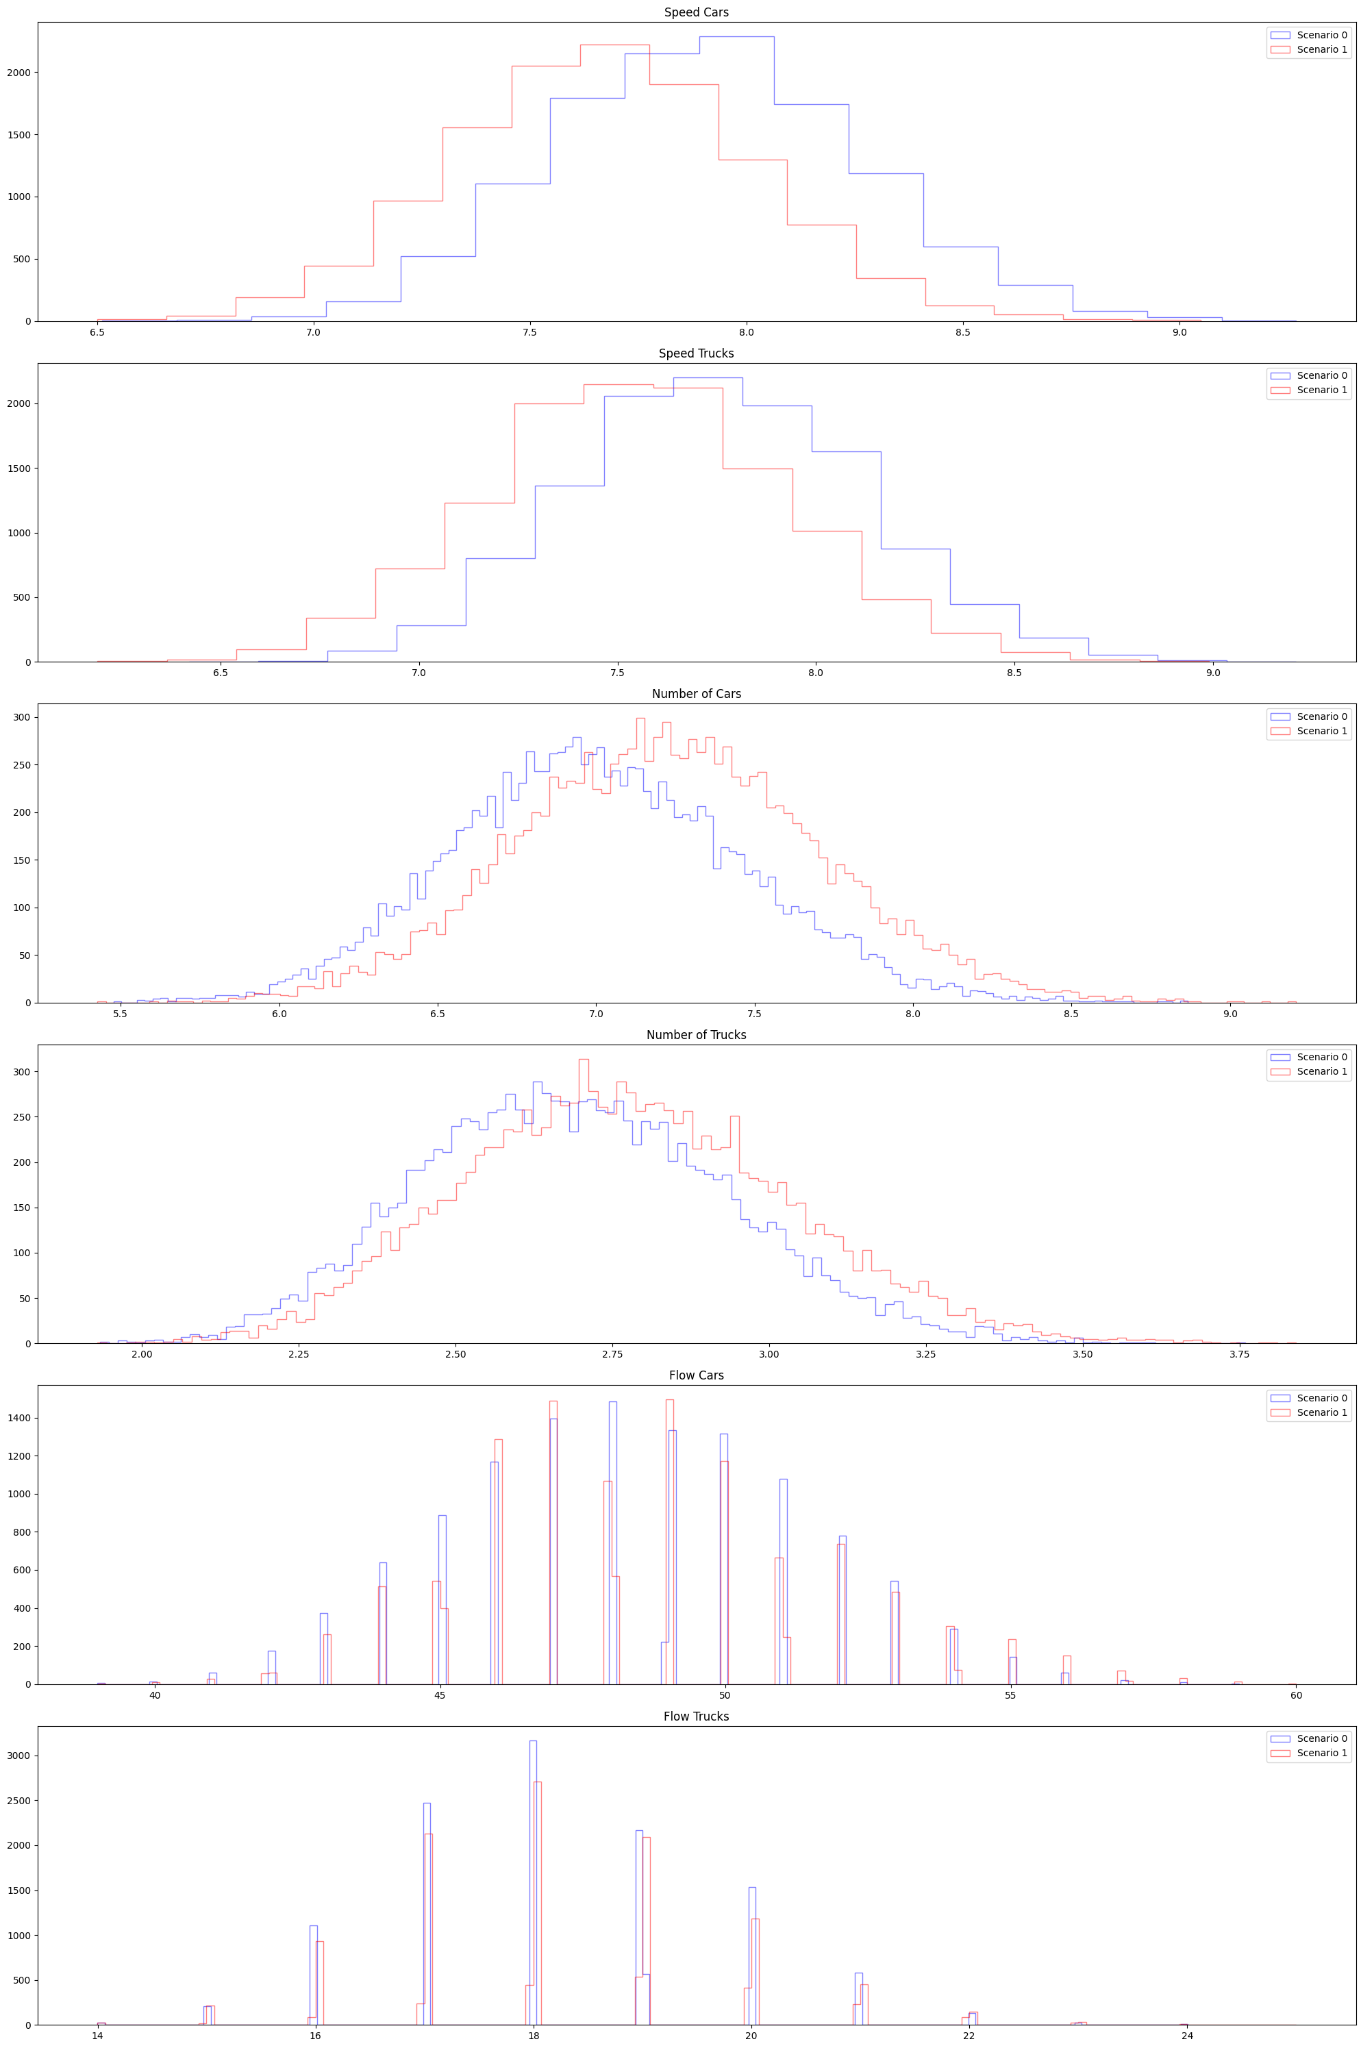 Speed Cars
Scenario 0
Scenario 1
2000
1500
1000
500
0
6.5 7.0 7.5 8.0 8.5 9.0
Speed Trucks
Scenario 0
Scenario 1
2000
1500
1000
500
0
6.5 7.0 7.5 8.0 8.5 9.0
Number of Cars
Scenario 0
Scenario 1
300
250
200
150
100
50
0
5.5 6.0 6.5 7.0 7.5 8.0 8.5 9.0
Number of Trucks
Scenario 0
Scenario 1
300
250
200
150
100
50
0
2.00 2.25 2.50 2.75 3.00 3.25 3.50 3.75
Flow Cars
Scenario 0
Scenario 1
1400
1200
1000
800
600
400
200
0
40 45 50 55 60
Flow Trucks
Scenario 0
Scenario 1
3000
2500
2000
1500
1000
500
0
14 16 18 20 22 24